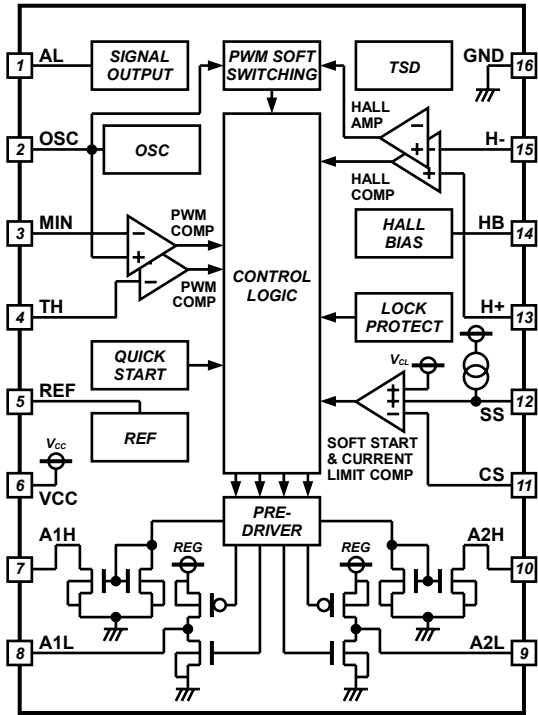 1
AL
SIGNAL
OUTPUT
PWM SOFT
SWITCHING
TSD
GND
16
HALL
AMP
2
OSC
OSC
−
+
H-
15
−
+
HALL
COMP
3
MIN
−
+
PWM
COMP
HALL
BIAS
HB
14
4
TH
−
PWM
COMP
CONTROL
LOGIC
LOCK
PROTECT
H+
13
QUICK
START
VCL
5
REF
REF
+
+
−
SS
12
SOFT START
& CURRENT
LIMIT COMP
VCC
6
VCC
CS
11
PRE-
DRIVER
A1H
7
REG
REG
A2H
10
8
A1L
A2L
9